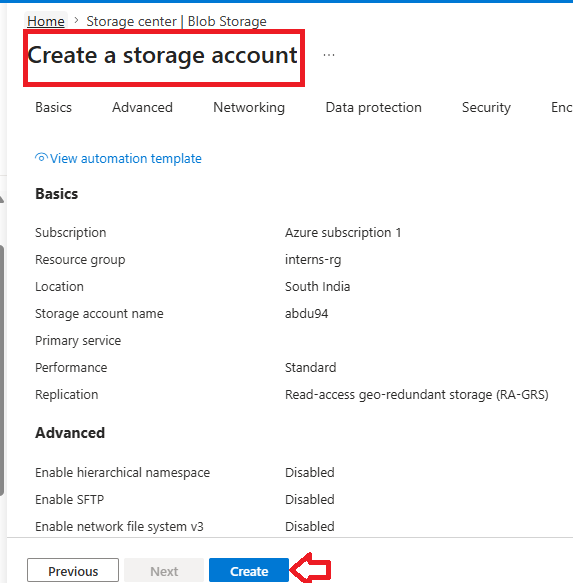 Home > Storage center | Blob Storage
Create a storage account ...
Basics Advanced Networking Data protection Security Enc
View automation template
Basics
Subscription Azure subscription 1
Resource group interns-rg
Location South India
Storage account name abdu94
Primary service
Performance Standard
Replication Read-access geo-redundant storage (RA-GRS)
Advanced
Enable hierarchical namespace Disabled
Enable SFTP Disabled
Enable network file system v3 Disabled
Previous Next Create